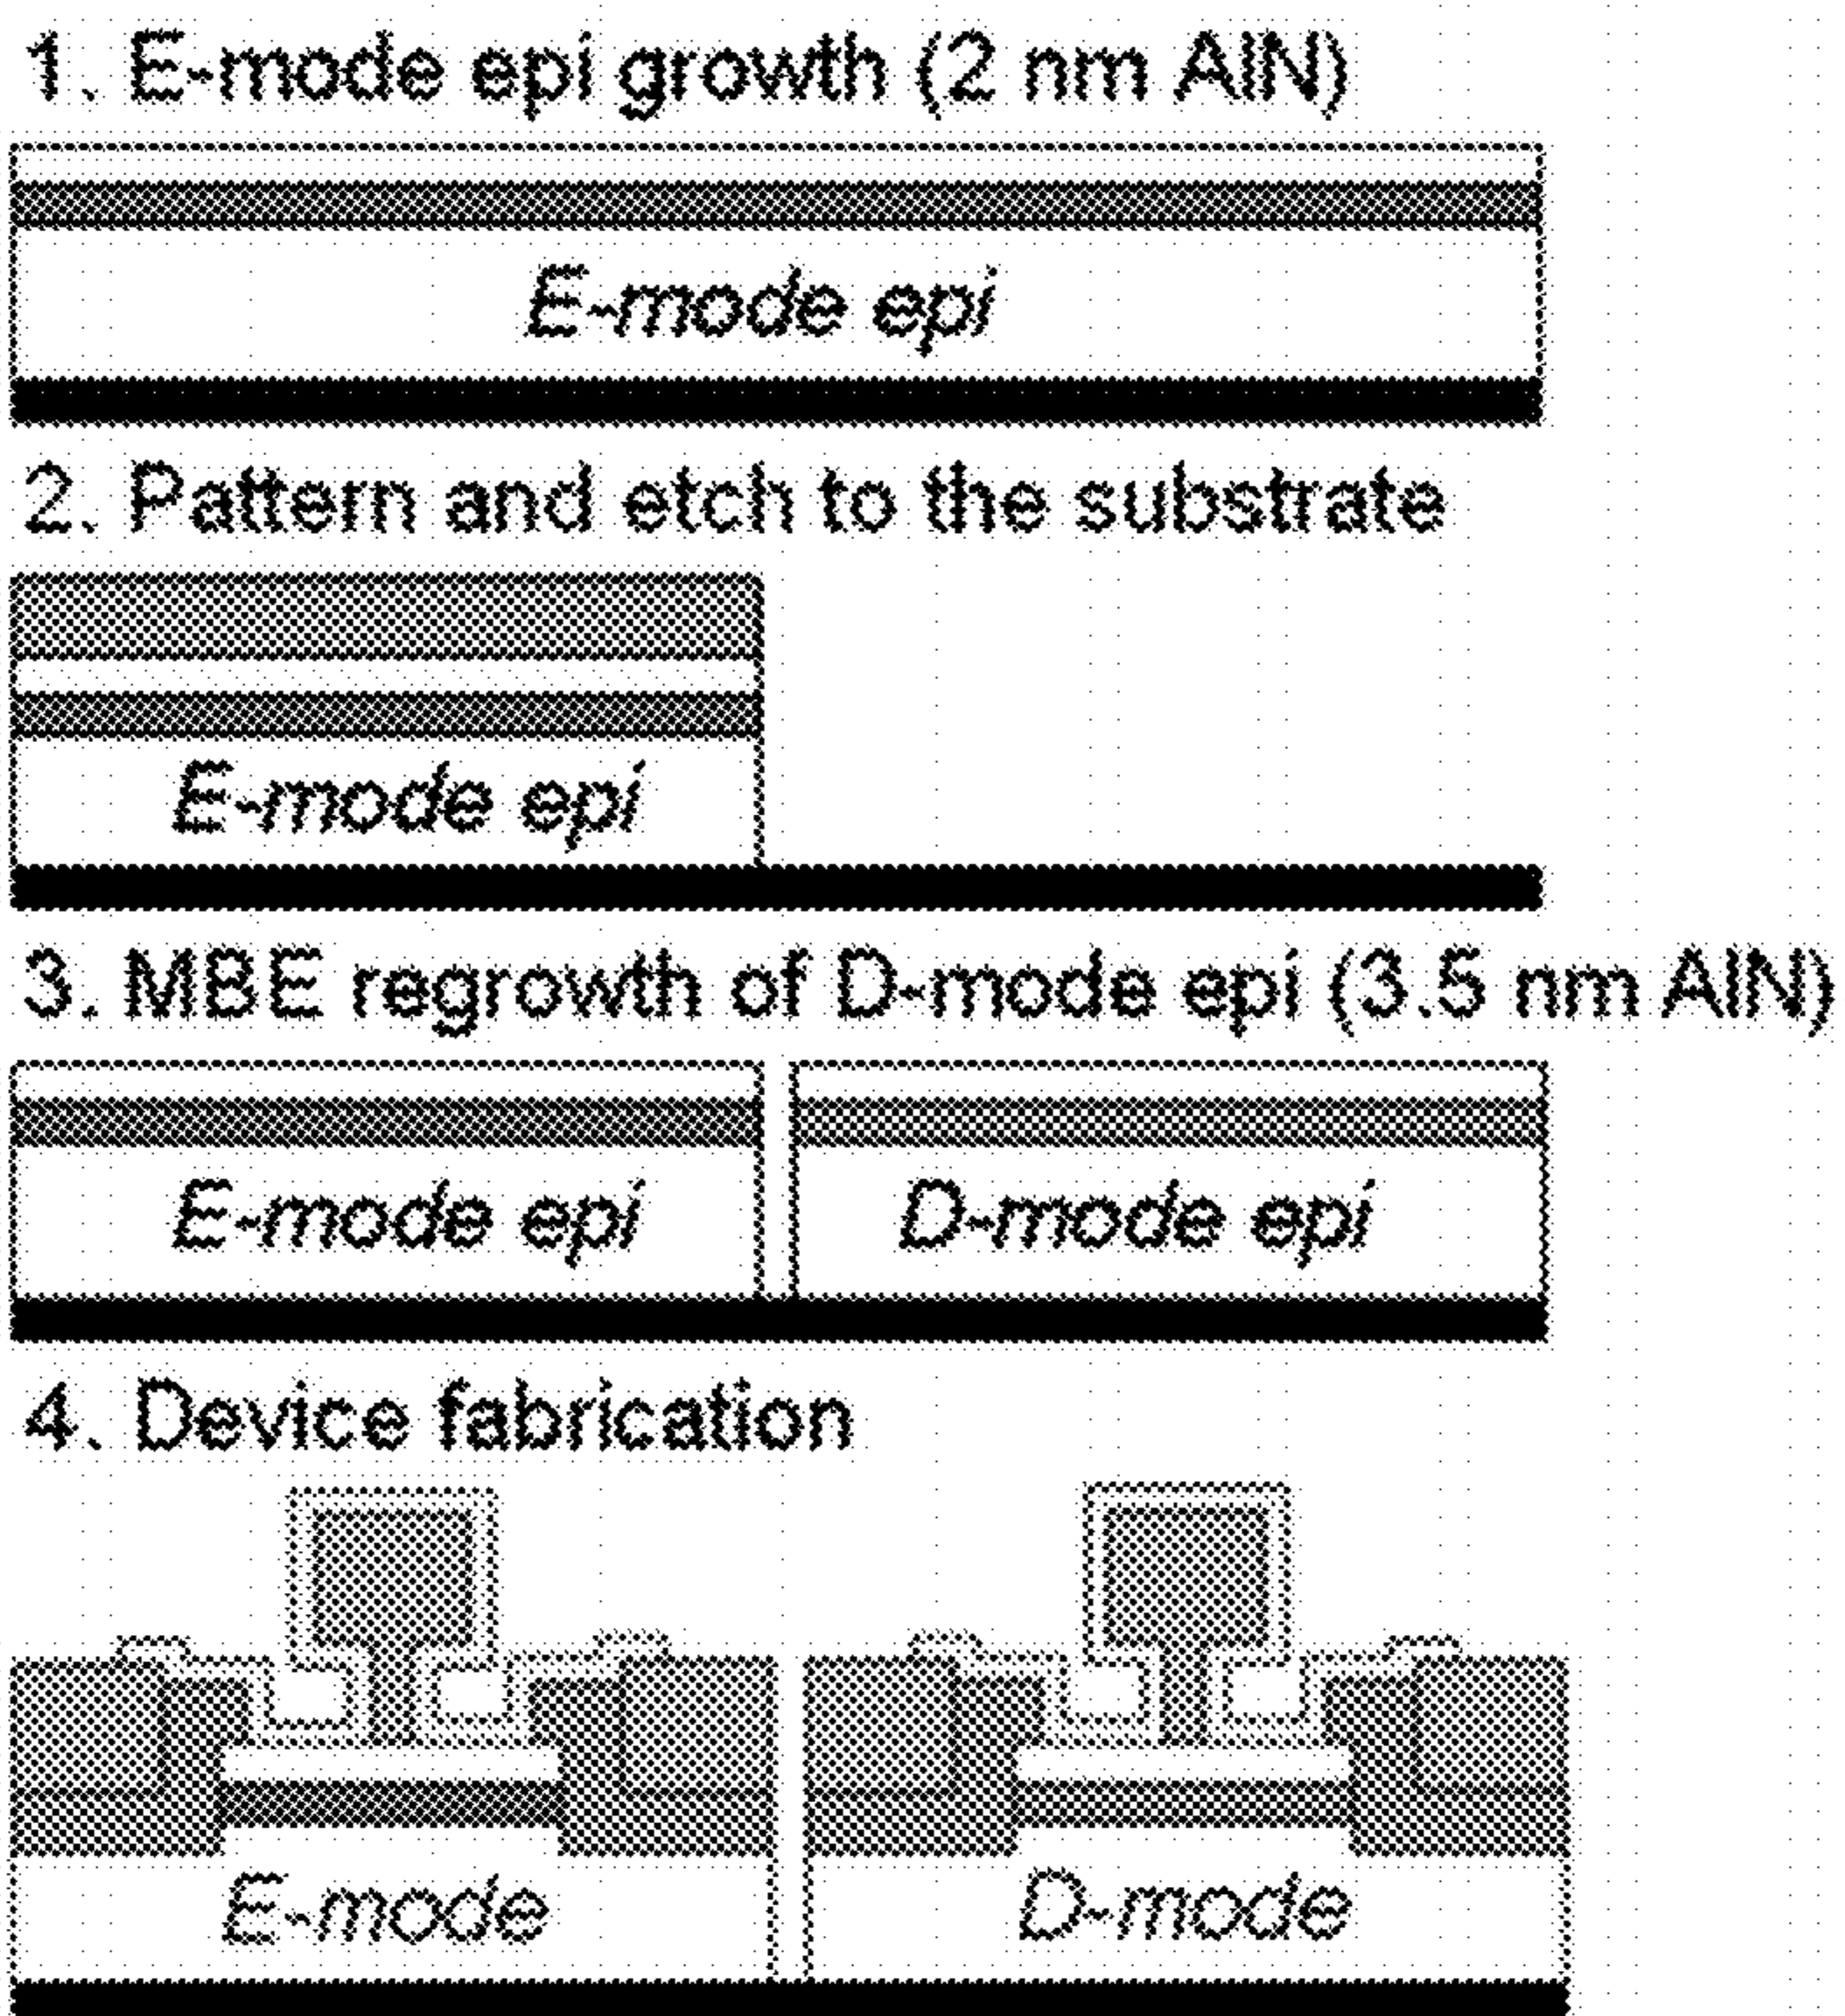 1. E-mode epi growth (2 nm AlN)
E-mode epi
2. Pattern and etch to the substrate
E-mode epi
3. MBE regrowth of D-mode epi (3.5 nm AlN)
E-mode epi D-mode epi
4. Device fabrication
E-mode D-mode